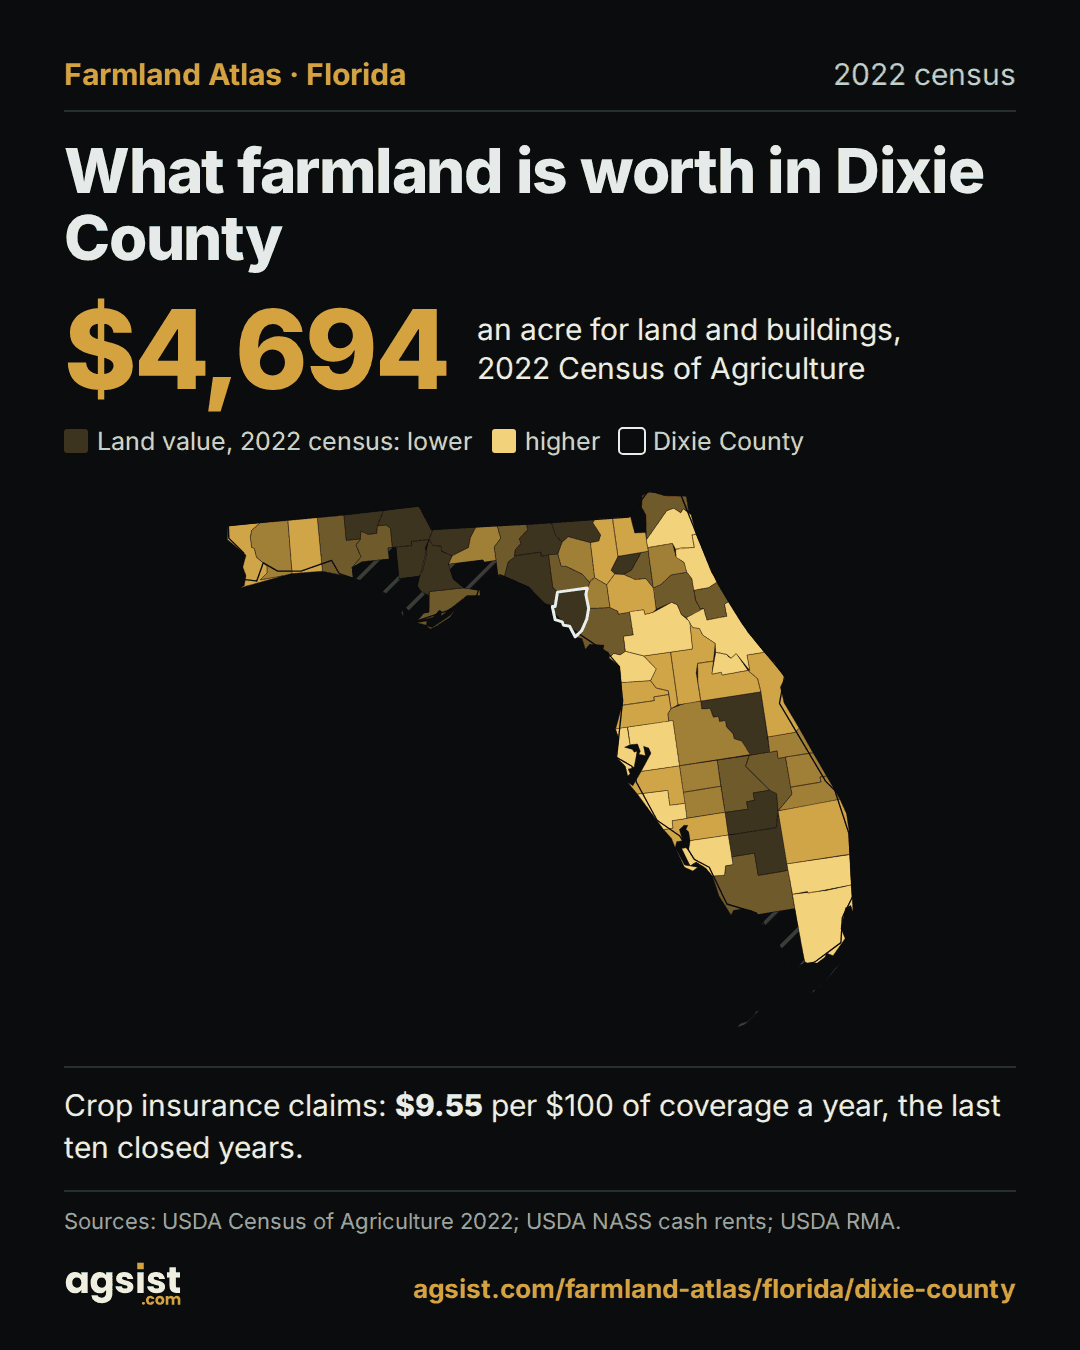 Farmland Atlas · Florida
2022 census
What farmland is worth in Dixie
County
$4,694
an acre for land and buildings,
2022 Census of Agriculture
Land value, 2022 census: lower
higher
Dixie County
Crop insurance claims: $9.55 per $100 of coverage a year, the last
ten closed years.
Sources: USDA Census of Agriculture 2022; USDA NASS cash rents; USDA RMA.
agsist
.com
agsist.com/farmland-atlas/florida/dixie-county